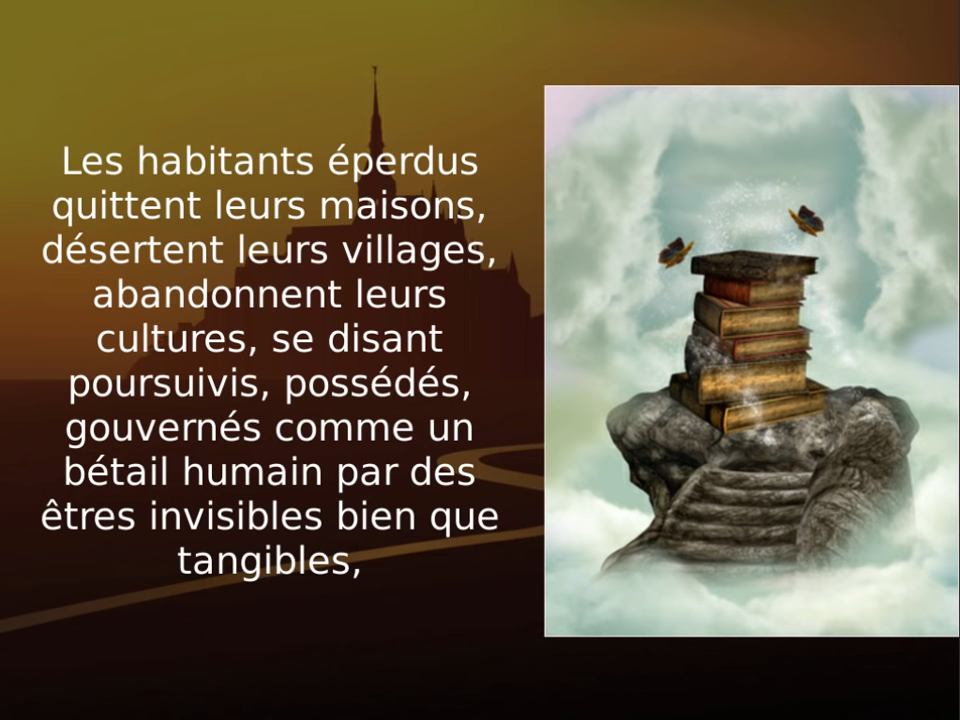 Les habitants éperdus
quittent leurs maisons,
désertent leurs villages,
abandonnent leurs
cultures, se disant
poursuivis, possédés,
gouvernés comme un
bétail humain par des
êtres invisibles bien que
tangibles,